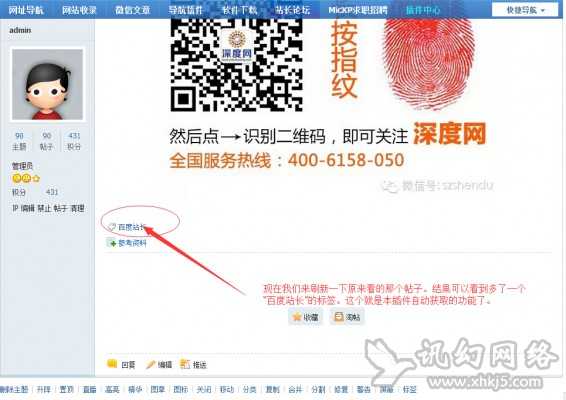 网址导航 网站收录 微信文章 导航插件 软件下载 站长论坛 MicXP求职招聘 插件中心 快捷导航
admin
深度网
按指纹
90 90 431
主题 帖子 积分
管理员
积分 431
IP 编辑 禁止 帖子 清理
然后点→识别二维码，即可关注 深度网
全国服务热线：400-6158-050
微信号: szshendu
百度站长
参考资料
现在我们来刷新一下原来看的那个帖子。结果可以看到多了一个
“百度站长”的标签。这个就是本插件自动获取的功能了。
收藏 淘帖
回复 编辑 推送
讯幻网络
www.xhkj5.com
删除主题 升降 置顶 直播 高亮 精华 图章 图标 关闭 移动 分类 复制 合并 分割 修复 警告 屏蔽 标签